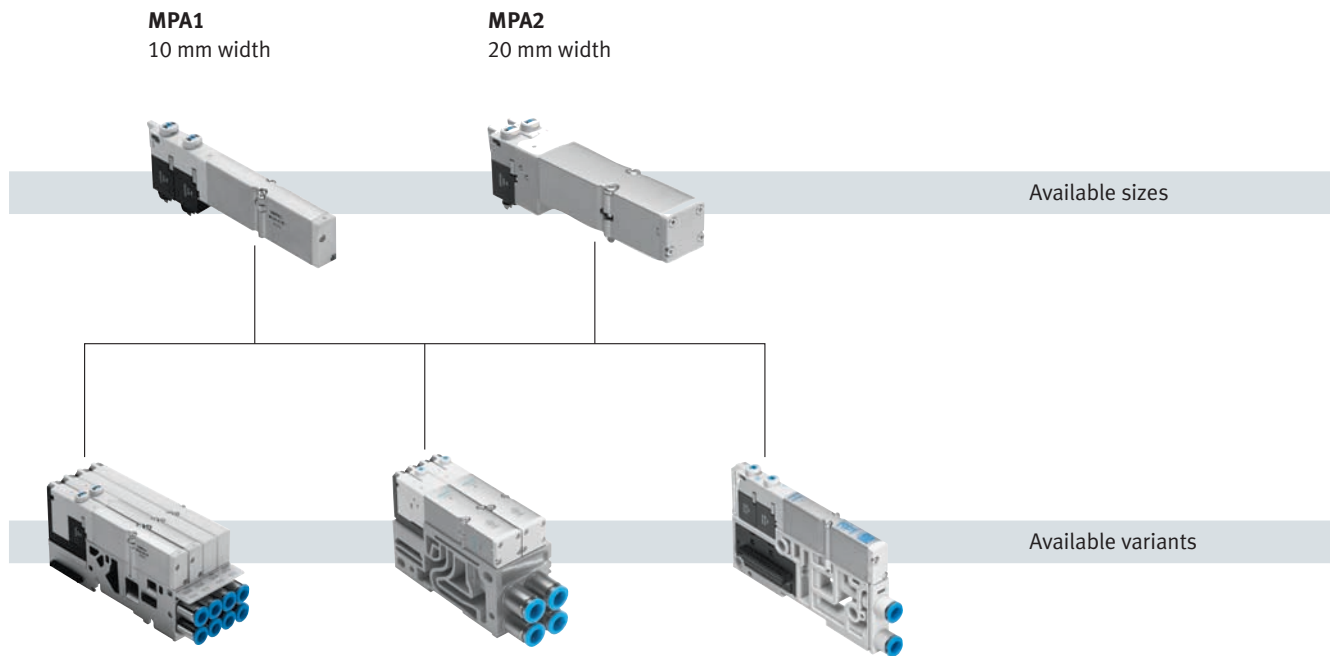 MPA1
10 mm width
MPA2
20 mm width
Available sizes
Available variants